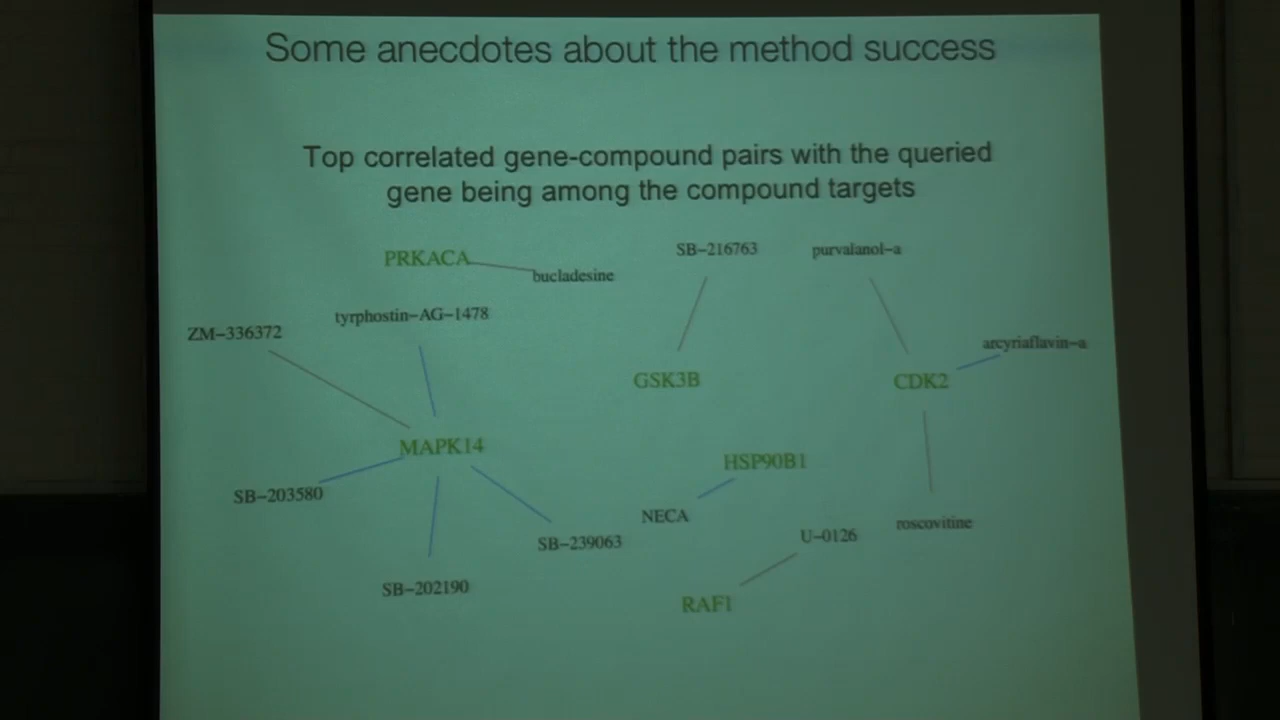 Some anecdotes about the method success
Top correlated gene-compound pairs with the queried
gene being among the compound targets
PRKACA
bucladesine
SB-216763
purvalanol-a
ZM-336372
tyrphostin-AG-1478
arcyriaflavin-a
GSK3B
CDK2
MAPK14
HSP90B1
SB-203580
NECA
SB-239063
U-0126
roscovitine
SB-202190
RAF1